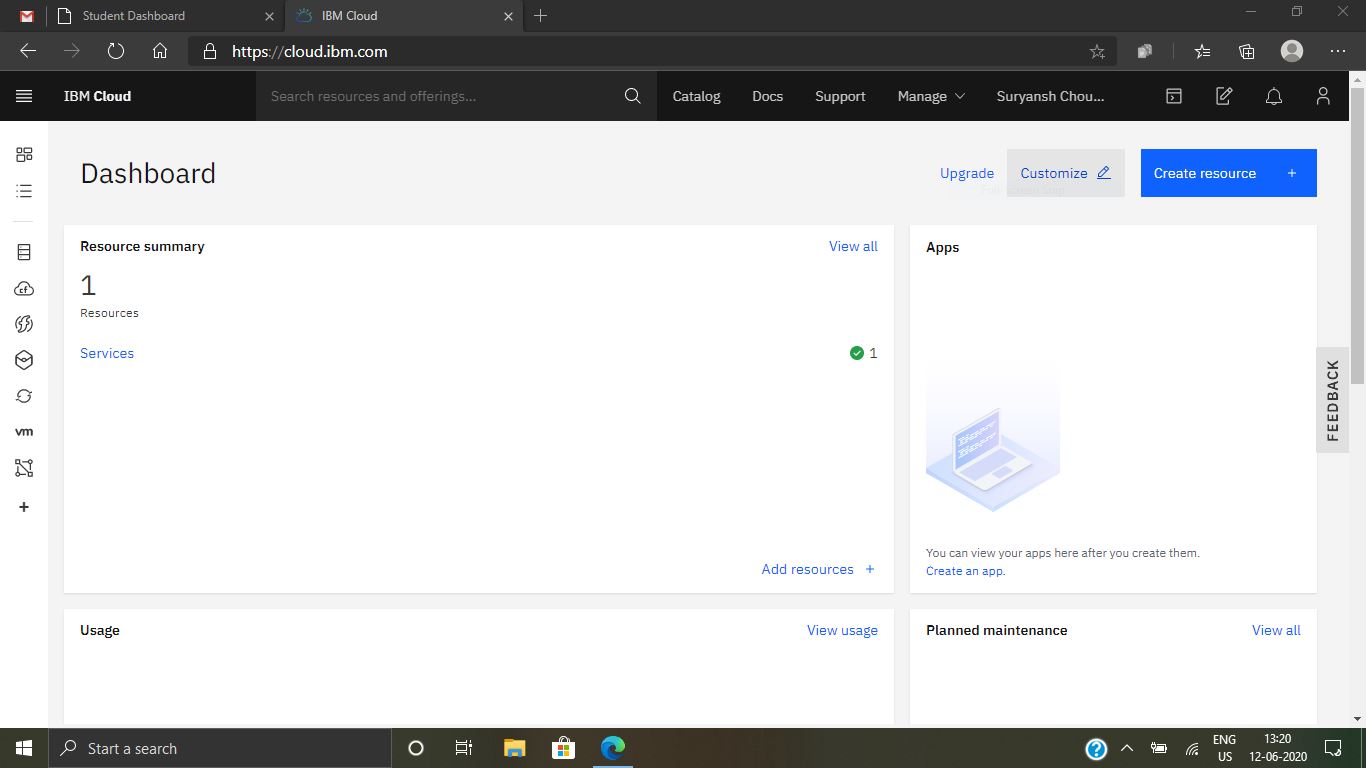 Student Dashboard
IBM Cloud
https://cloud.ibm.com
IBM Cloud
Search resources and offerings...
Catalog
Docs
Support
Manage
Suryansh Chou...
Dashboard
Upgrade
Customize
Create resource +
Resource summary
View all
1
Resources
Services
1
Add resources +
Apps
You can view your apps here after you create them.
Create an app.
Usage
View usage
Planned maintenance
View all
FEEDBACK
cf
vm
Start a search
ENG
US
13:20
12-06-2020